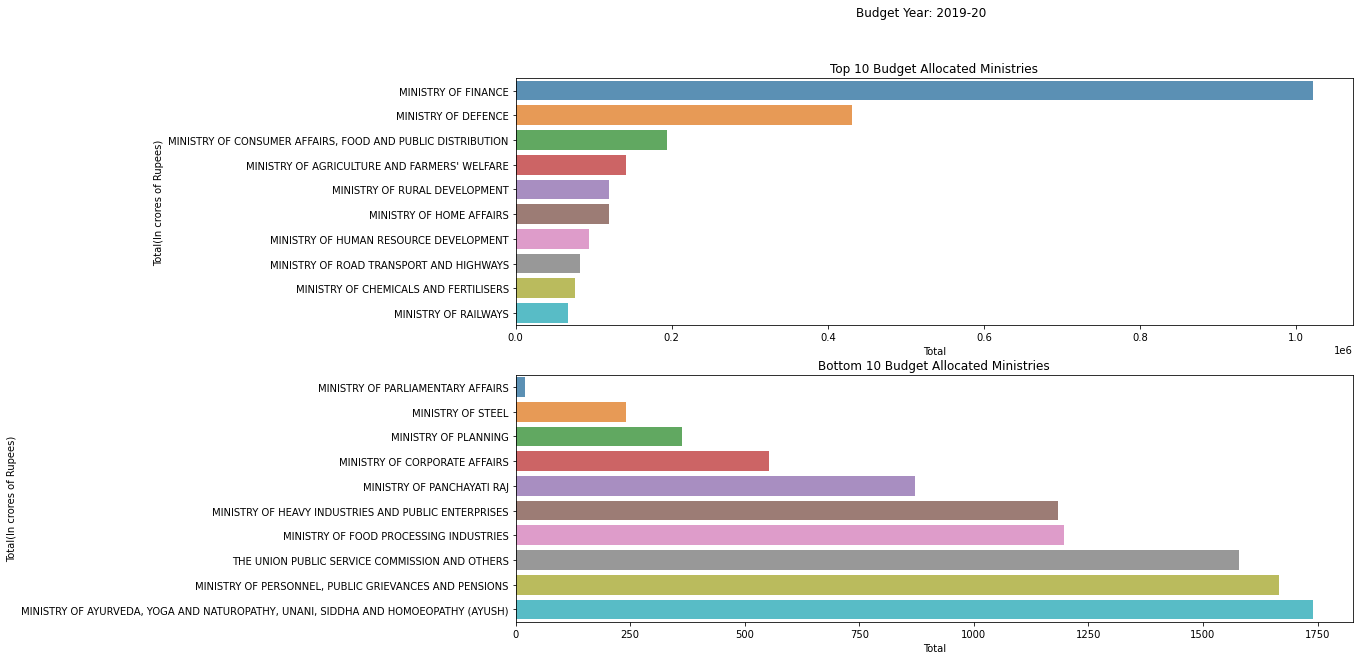 Budget Year: 2019-20
Top 10 Budget Allocated Ministries
Total(In crores of Rupees)
MINISTRY OF FINANCE
MINISTRY OF DEFENCE
MINISTRY OF CONSUMER AFFAIRS, FOOD AND PUBLIC DISTRIBUTION
MINISTRY OF AGRICULTURE AND FARMERS' WELFARE
MINISTRY OF RURAL DEVELOPMENT
MINISTRY OF HOME AFFAIRS
MINISTRY OF HUMAN RESOURCE DEVELOPMENT
MINISTRY OF ROAD TRANSPORT AND HIGHWAYS
MINISTRY OF CHEMICALS AND FERTILISERS
MINISTRY OF RAILWAYS
0.0 0.2 0.4 0.6 0.8 1.0
Total 1e6
Bottom 10 Budget Allocated Ministries
Total(In crores of Rupees)
MINISTRY OF PARLIAMENTARY AFFAIRS
MINISTRY OF STEEL
MINISTRY OF PLANNING
MINISTRY OF CORPORATE AFFAIRS
MINISTRY OF PANCHAYATI RAJ
MINISTRY OF HEAVY INDUSTRIES AND PUBLIC ENTERPRISES
MINISTRY OF FOOD PROCESSING INDUSTRIES
THE UNION PUBLIC SERVICE COMMISSION AND OTHERS
MINISTRY OF PERSONNEL, PUBLIC GRIEVANCES AND PENSIONS
MINISTRY OF AYURVEDA, YOGA AND NATUROPATHY, UNANI, SIDDHA AND HOMOEOPATHY (AYUSH)
0 250 500 750 1000 1250 1500 1750
Total